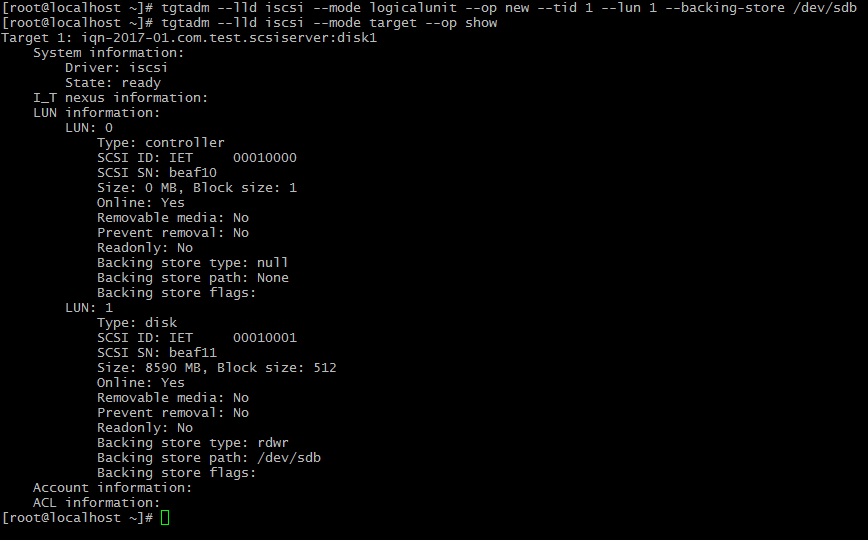 [root@localhost ~]# tgtadm --lld iscsi --mode logicalunit --op new --tid 1 --lun 1 --backing-store /dev/sdb
[root@localhost ~]# tgtadm --lld iscsi --mode target --op show
Target 1: iqn-2017-01.com.test.scsiserver:disk1
    System information:
        Driver: iscsi
        State: ready
    I_T nexus information:
    LUN information:
        LUN: 0
            Type: controller
            SCSI ID: IET     00010000
            SCSI SN: beaf10
            Size: 0 MB, Block size: 1
            Online: Yes
            Removable media: No
            Prevent removal: No
            Readonly: No
            Backing store type: null
            Backing store path: None
            Backing store flags:
        LUN: 1
            Type: disk
            SCSI ID: IET     00010001
            SCSI SN: beaf11
            Size: 8590 MB, Block size: 512
            Online: Yes
            Removable media: No
            Prevent removal: No
            Readonly: No
            Backing store type: rdwr
            Backing store path: /dev/sdb
            Backing store flags:
    Account information:
    ACL information:
[root@localhost ~]#